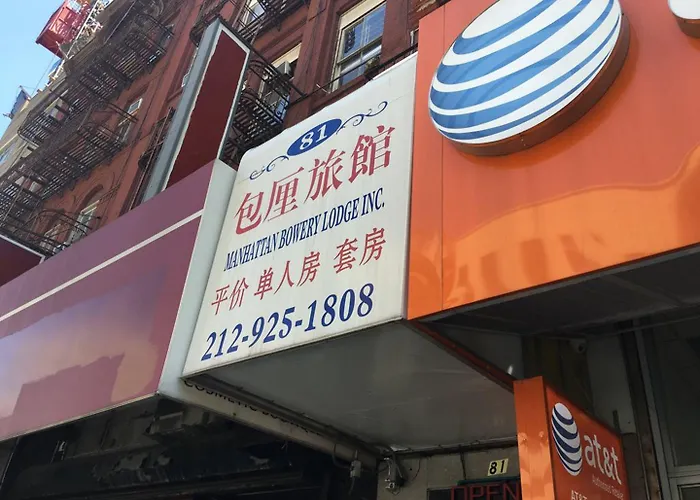 81
包厘旅館
MANHATTAN BOWERY LODGE INC.
平价 单人房 套房
212-925-1808
81
OPEN
at&t